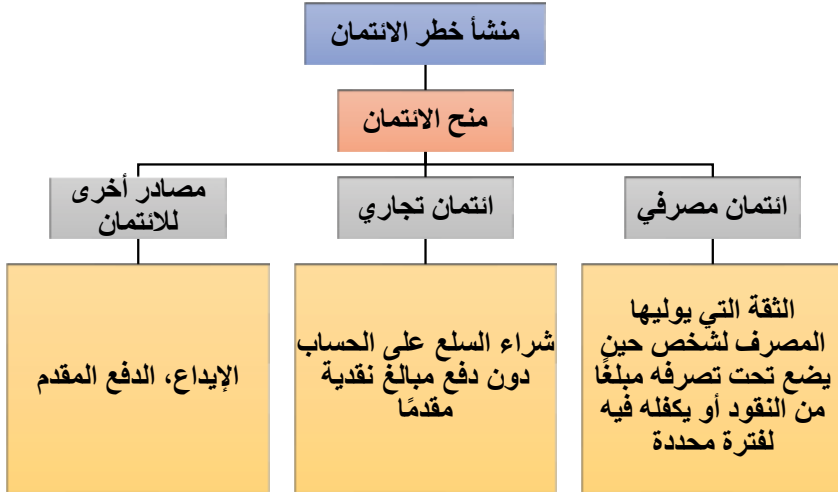 منشأ خطر الائتمان
منح الائتمان
ائتمان مصرفي
ائتمان تجاري
مصادر أخرى
للائتمان
الثقة التي يوليها
المصرف لشخص حين
يضع تحت تصرفه مبلغًا
من النقود أو يكفله فيه
لفترة محددة
شراء السلع على الحساب
دون دفع مبالغ نقدية
مقدمًا
الإيداع، الدفع المقدم